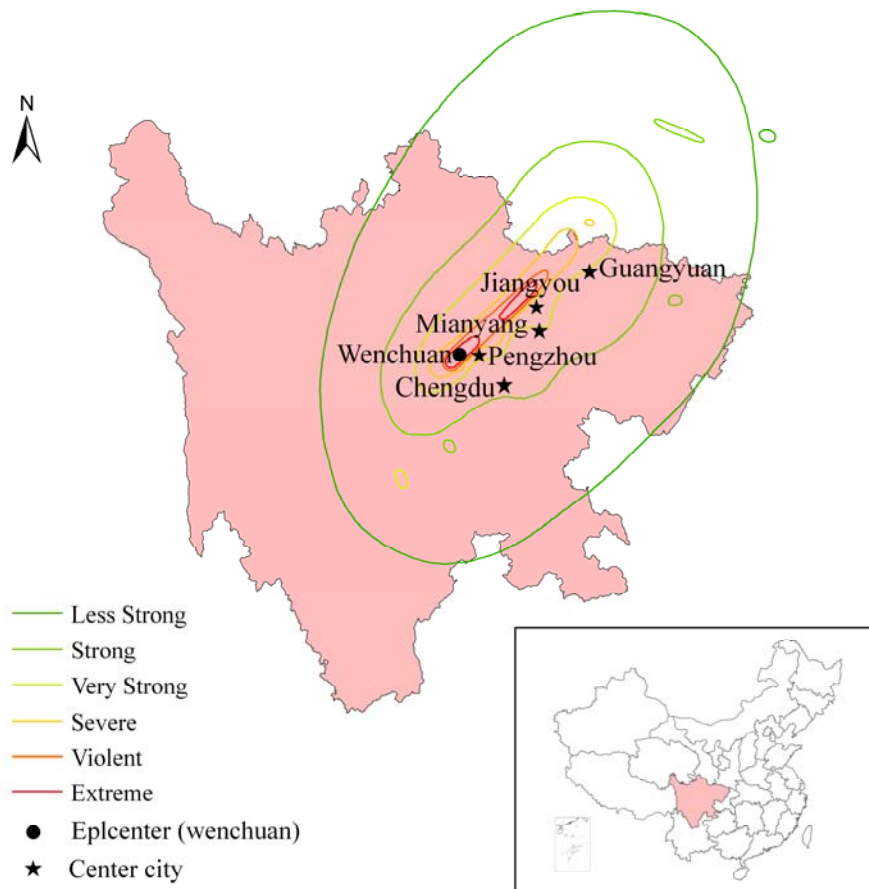 N
Guangyuan
Jiangyou
Mianyang
Wenchuan
Pengzhou
Chengdu
Less Strong
Strong
Very Strong
Severe
Violent
Extreme
Eplcenter (wenchuan)
Center city